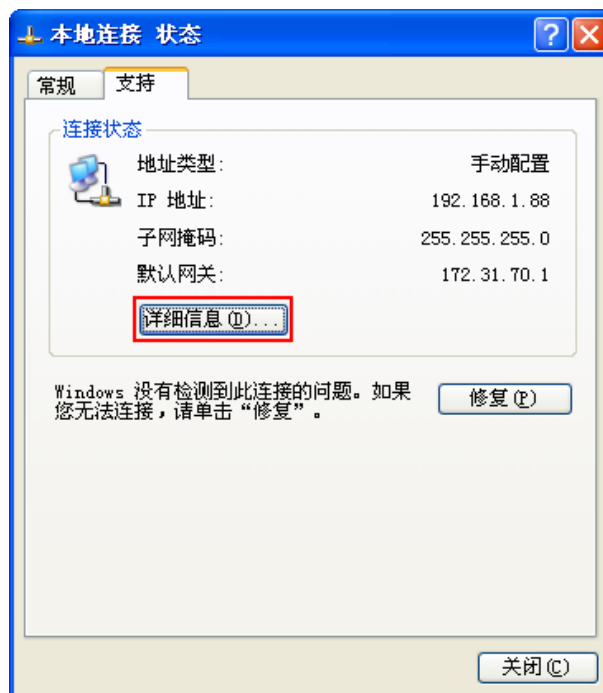 本地连接 状态
常规 支持
连接状态
地址类型: 手动配置
IP 地址: 192.168.1.88
子网掩码: 255.255.255.0
默认网关: 172.31.70.1
详细信息(D)...
Windows 没有检测到此连接的问题。如果
您无法连接,请单击“修复”。
修复(P)
关闭(C)